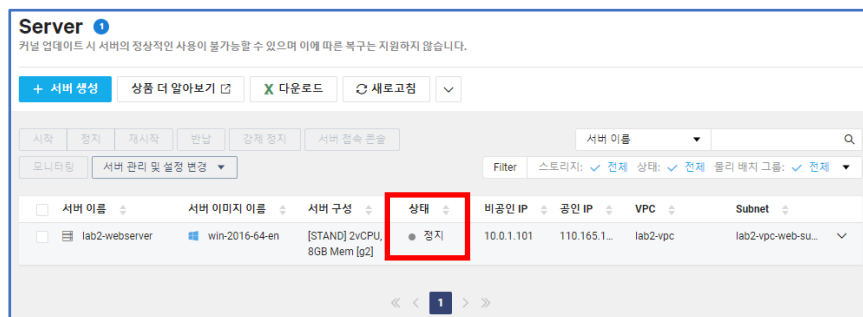 Server 1
커널 업데이트 시 서버의 정상적인 사용이 불가능할 수 있으며 이에 따른 복구는 지원하지 않습니다.
+ 서버 생성 상품 더 알아보기 다운로드 새로고침
시작 정지 재시작 반납 강제 정지 서버 접속 콘솔 서버 이름
모니터링 서버 관리 및 설정 변경 Filter 스토리지: 전체 상태: 전체 물리 배치 그룹: 전체
서버 이름 서버 이미지 이름 서버 구성 상태 비공인 IP 공인 IP VPC Subnet
lab2-webserver win-2016-64-en [STAND] 2vCPU, 정지 10.0.1.101 110.165.1... lab2-vpc lab2-vpc-web-su...
8GB Mem [g2]
1